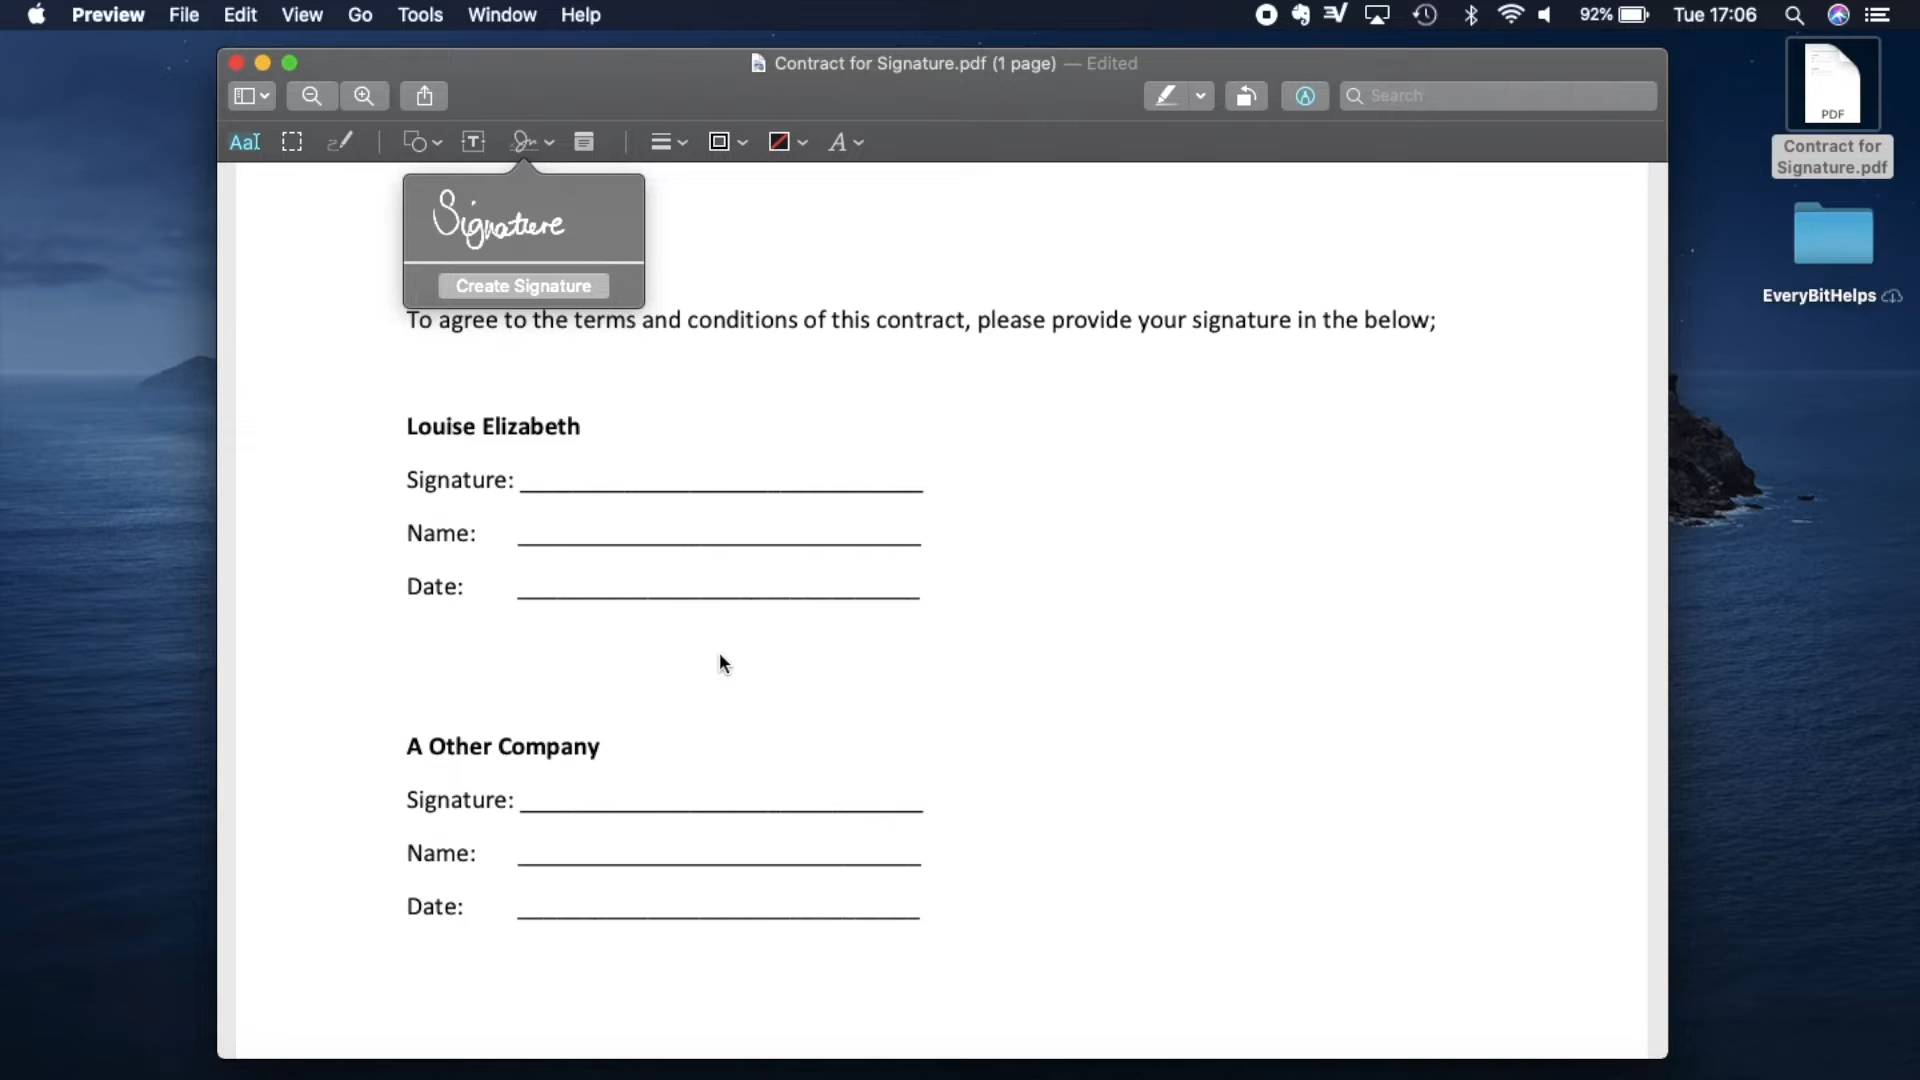 Preview File Edit View Go Tools Window Help 92% Tue 17:06
Contract for Signature.pdf (1 page) — Edited
Search
AaI T A
Signature
Create Signature
To agree to the terms and conditions of this contract, please provide your signature in the below;
Louise Elizabeth
Signature:
Name:
Date:
A Other Company
Signature:
Name:
Date:
PDF
Contract for
Signature.pdf
EveryBitHelps